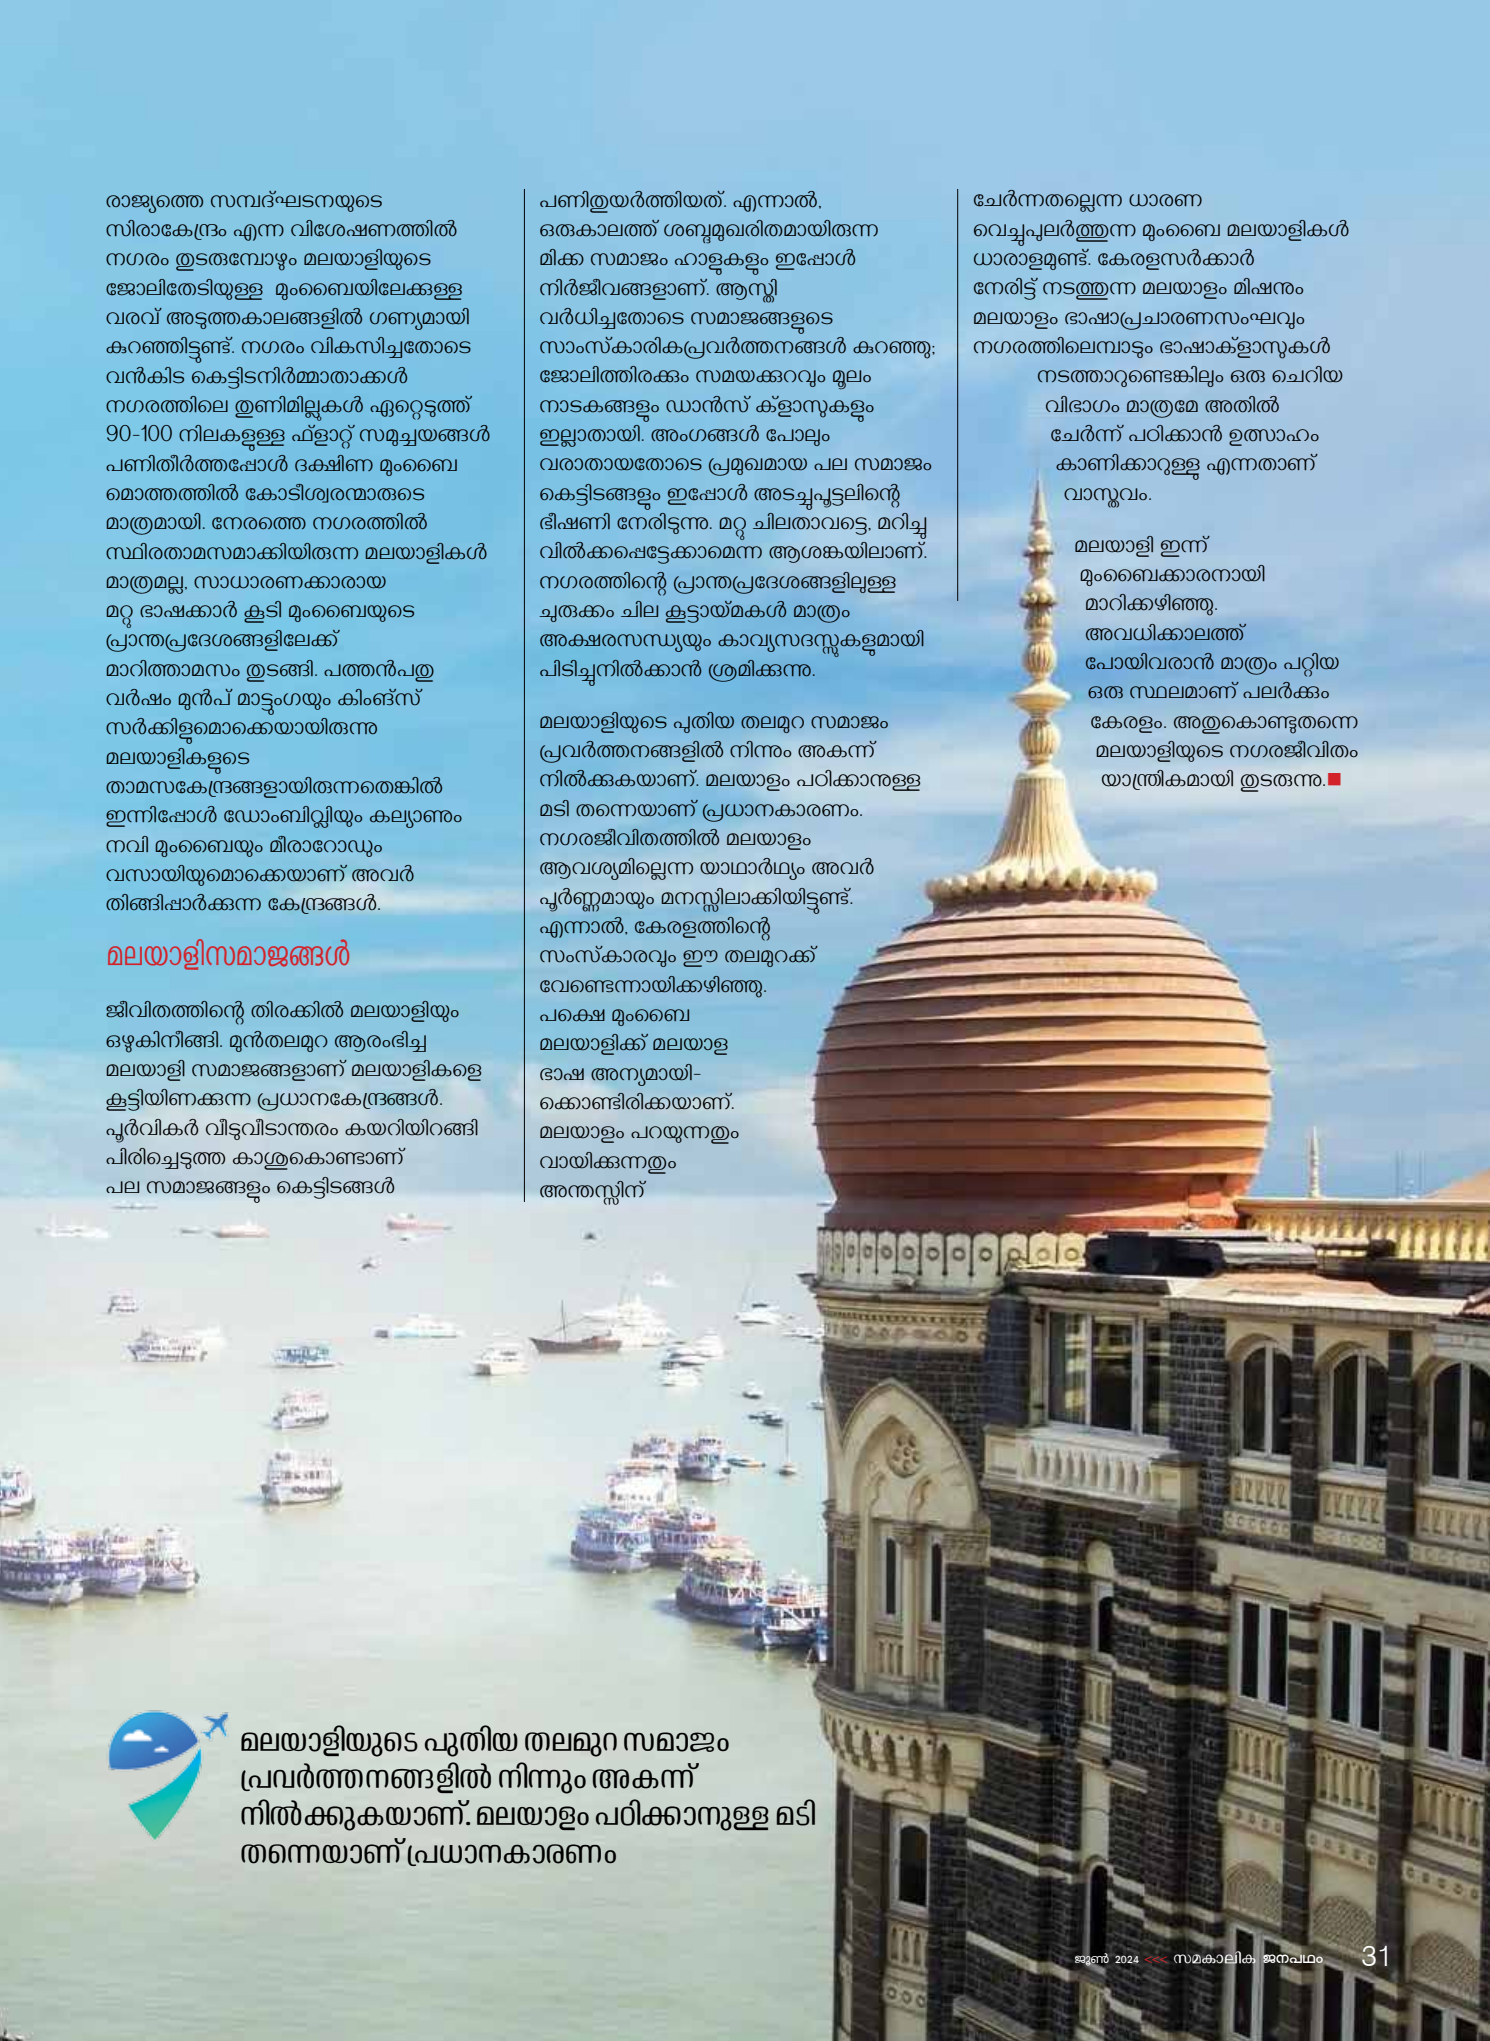 രാജ്യത്തെ സമ്പദ്ഘടനയുടെ
സിരാകേന്ദ്രം എന്ന വിശേഷണത്തിൽ
നഗരം തുടരുമ്പോഴും മലയാളിയുടെ
ജോലിതേടിയുള്ള മുംബൈയിലേക്കുള്ള
വരവ് അടുത്തകാലങ്ങളിൽ ഗണ്യമായി
കുറഞ്ഞിട്ടുണ്ട്. നഗരം വികസിച്ചതോടെ
വൻകിട കെട്ടിടനിർമ്മാതാക്കൾ
നഗരത്തിലെ തുണിമില്ലുകൾ ഏറ്റെടുത്ത്
90-100 നിലകളുള്ള ഫ്ളാറ്റ് സമുച്ചയങ്ങൾ
പണിതീർത്തപ്പോൾ ദക്ഷിണ മുംബൈ
മൊത്തത്തിൽ കോടീശ്വരന്മാരുടെ
മാത്രമായി. നേരത്തെ നഗരത്തിൽ
സ്ഥിരതാമസമാക്കിയിരുന്ന മലയാളികൾ
മാത്രമല്ല, സാധാരണക്കാരായ
മറ്റു ഭാഷക്കാർ കൂടി മുംബൈയുടെ
പ്രാന്തപ്രദേശങ്ങളിലേക്ക്
മാറിത്താമസം തുടങ്ങി. പത്തൻപതു
വർഷം മുൻപ് മാട്ടുംഗയും കിംങ്സ്
സർക്കിളുമൊക്കെയായിരുന്നു
മലയാളികളുടെ
താമസകേന്ദ്രങ്ങളായിരുന്നതെങ്കിൽ
ഇന്നിപ്പോൾ ഡോംബിവ്ലിയും കല്യാണും
നവി മുംബൈയും മീരാറോഡും
വസായിയുമൊക്കെയാണ് അവർ
തിങ്ങിപ്പാർക്കുന്ന കേന്ദ്രങ്ങൾ.
മലയാളിസമാജങ്ങൾ
ജീവിതത്തിന്റെ തിരക്കിൽ മലയാളിയും
ഒഴുകിനീങ്ങി. മുൻതലമുറ ആരംഭിച്ച
മലയാളി സമാജങ്ങളാണ് മലയാളികളെ
കൂട്ടിയിണക്കുന്ന പ്രധാനകേന്ദ്രങ്ങൾ.
പൂർവികർ വീടുവീടാന്തരം കയറിയിറങ്ങി
പിരിച്ചെടുത്ത കാശുകൊണ്ടാണ്
പല സമാജങ്ങളും കെട്ടിടങ്ങൾ
പണിതുയർത്തിയത്. എന്നാൽ,
ഒരുകാലത്ത് ശബ്ദമുഖരിതമായിരുന്ന
മിക്ക സമാജം ഹാളുകളും ഇപ്പോൾ
നിർജീവങ്ങളാണ്. ആസ്തി
വർധിച്ചതോടെ സമാജങ്ങളുടെ
സാംസ്കാരികപ്രവർത്തനങ്ങൾ കുറഞ്ഞു;
ജോലിത്തിരക്കും സമയക്കുറവും മൂലം
നാടകങ്ങളും ഡാൻസ് ക്ളാസുകളും
ഇല്ലാതായി. അംഗങ്ങൾ പോലും
വരാതായതോടെ പ്രമുഖമായ പല സമാജം
കെട്ടിടങ്ങളും ഇപ്പോൾ അടച്ചുപൂട്ടലിന്റെ
ഭീഷണി നേരിടുന്നു. മറ്റു ചിലതാവട്ടെ, മറിച്ചു
വിൽക്കപ്പെട്ടേക്കാമെന്ന ആശങ്കയിലാണ്.
നഗരത്തിന്റെ പ്രാന്തപ്രദേശങ്ങളിലുള്ള
ചുരുക്കം ചില കൂട്ടായ്മകൾ മാത്രം
അക്ഷരസന്ധ്യയും കാവ്യസദസ്സുകളുമായി
പിടിച്ചുനിൽക്കാൻ ശ്രമിക്കുന്നു.
മലയാളിയുടെ പുതിയ തലമുറ സമാജം
പ്രവർത്തനങ്ങളിൽ നിന്നും അകന്ന്
നിൽക്കുകയാണ്. മലയാളം പഠിക്കാനുള്ള
മടി തന്നെയാണ് പ്രധാനകാരണം.
നഗരജീവിതത്തിൽ മലയാളം
ആവശ്യമില്ലെന്ന യാഥാർഥ്യം അവർ
പൂർണ്ണമായും മനസ്സിലാക്കിയിട്ടുണ്ട്.
എന്നാൽ, കേരളത്തിന്റെ
സംസ്കാരവും ഈ തലമുറക്ക്
വേണ്ടെന്നായിക്കഴിഞ്ഞു.
പക്ഷെ മുംബൈ
മലയാളിക്ക് മലയാള
ഭാഷ അന്യമായി-
ക്കൊണ്ടിരിക്കയാണ്.
മലയാളം പറയുന്നതും
വായിക്കുന്നതും
അന്തസ്സിന്
ചേർന്നതല്ലെന്ന ധാരണ
വെച്ചുപുലർത്തുന്ന മുംബൈ മലയാളികൾ
ധാരാളമുണ്ട്. കേരളസർക്കാർ
നേരിട്ട് നടത്തുന്ന മലയാളം മിഷനും
മലയാളം ഭാഷാപ്രചാരണസംഘവും
നഗരത്തിലെമ്പാടും ഭാഷാക്ളാസുകൾ
നടത്താറുണ്ടെങ്കിലും ഒരു ചെറിയ
വിഭാഗം മാത്രമേ അതിൽ
ചേർന്ന് പഠിക്കാൻ ഉത്സാഹം
കാണിക്കാറുള്ളു എന്നതാണ്
വാസ്തവം.
മലയാളി ഇന്ന്
മുംബൈക്കാരനായി
മാറിക്കഴിഞ്ഞു.
അവധിക്കാലത്ത്
പോയിവരാൻ മാത്രം പറ്റിയ
ഒരു സ്ഥലമാണ് പലർക്കും
കേരളം. അതുകൊണ്ടുതന്നെ
മലയാളിയുടെ നഗരജീവിതം
യാന്ത്രികമായി തുടരുന്നു.
മലയാളിയുടെ പുതിയ തലമുറ സമാജം
പ്രവർത്തനങ്ങളിൽ നിന്നും അകന്ന്
നിൽക്കുകയാണ്. മലയാളം പഠിക്കാനുള്ള മടി
തന്നെയാണ് പ്രധാനകാരണം
ജൂൺ 2024 <<< സമകാലിക ജനപഥം 31